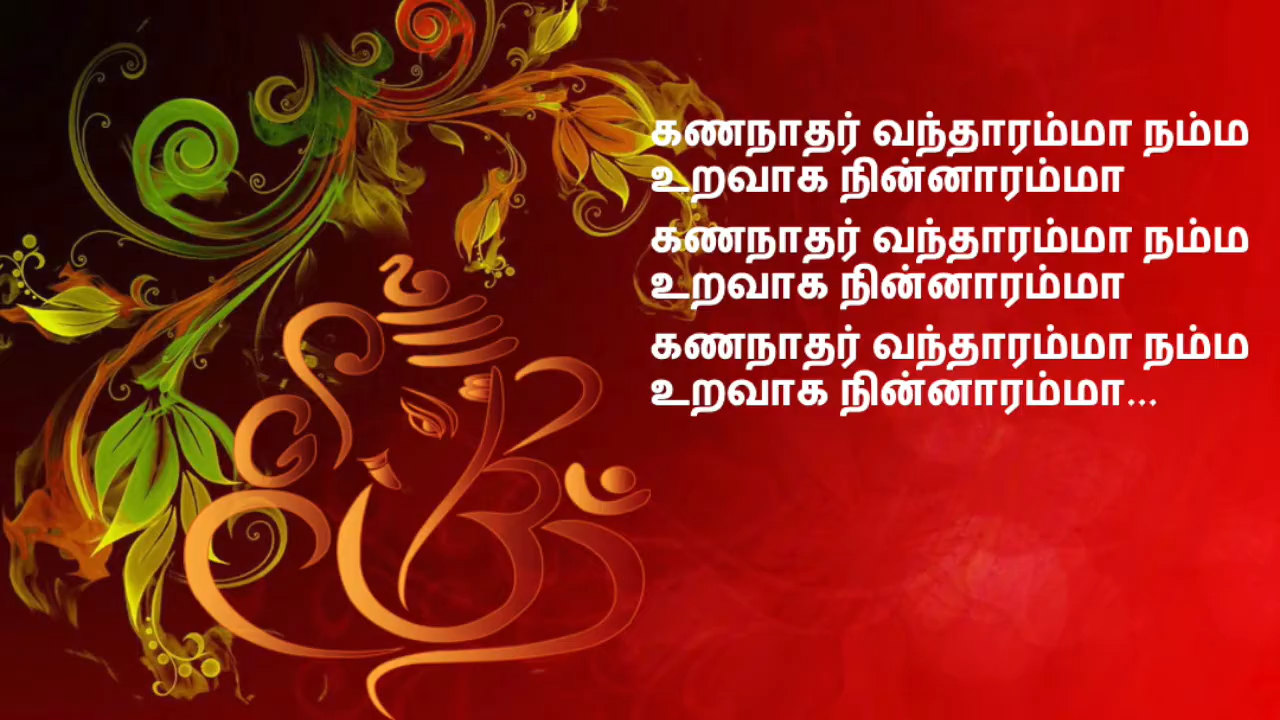 கணநாதர் வந்தாரம்மா நம்ம
உறவாக நின்னாரம்மா
கணநாதர் வந்தாரம்மா நம்ம
உறவாக நின்னாரம்மா
கணநாதர் வந்தாரம்மா நம்ம
உறவாக நின்னாரம்மா...